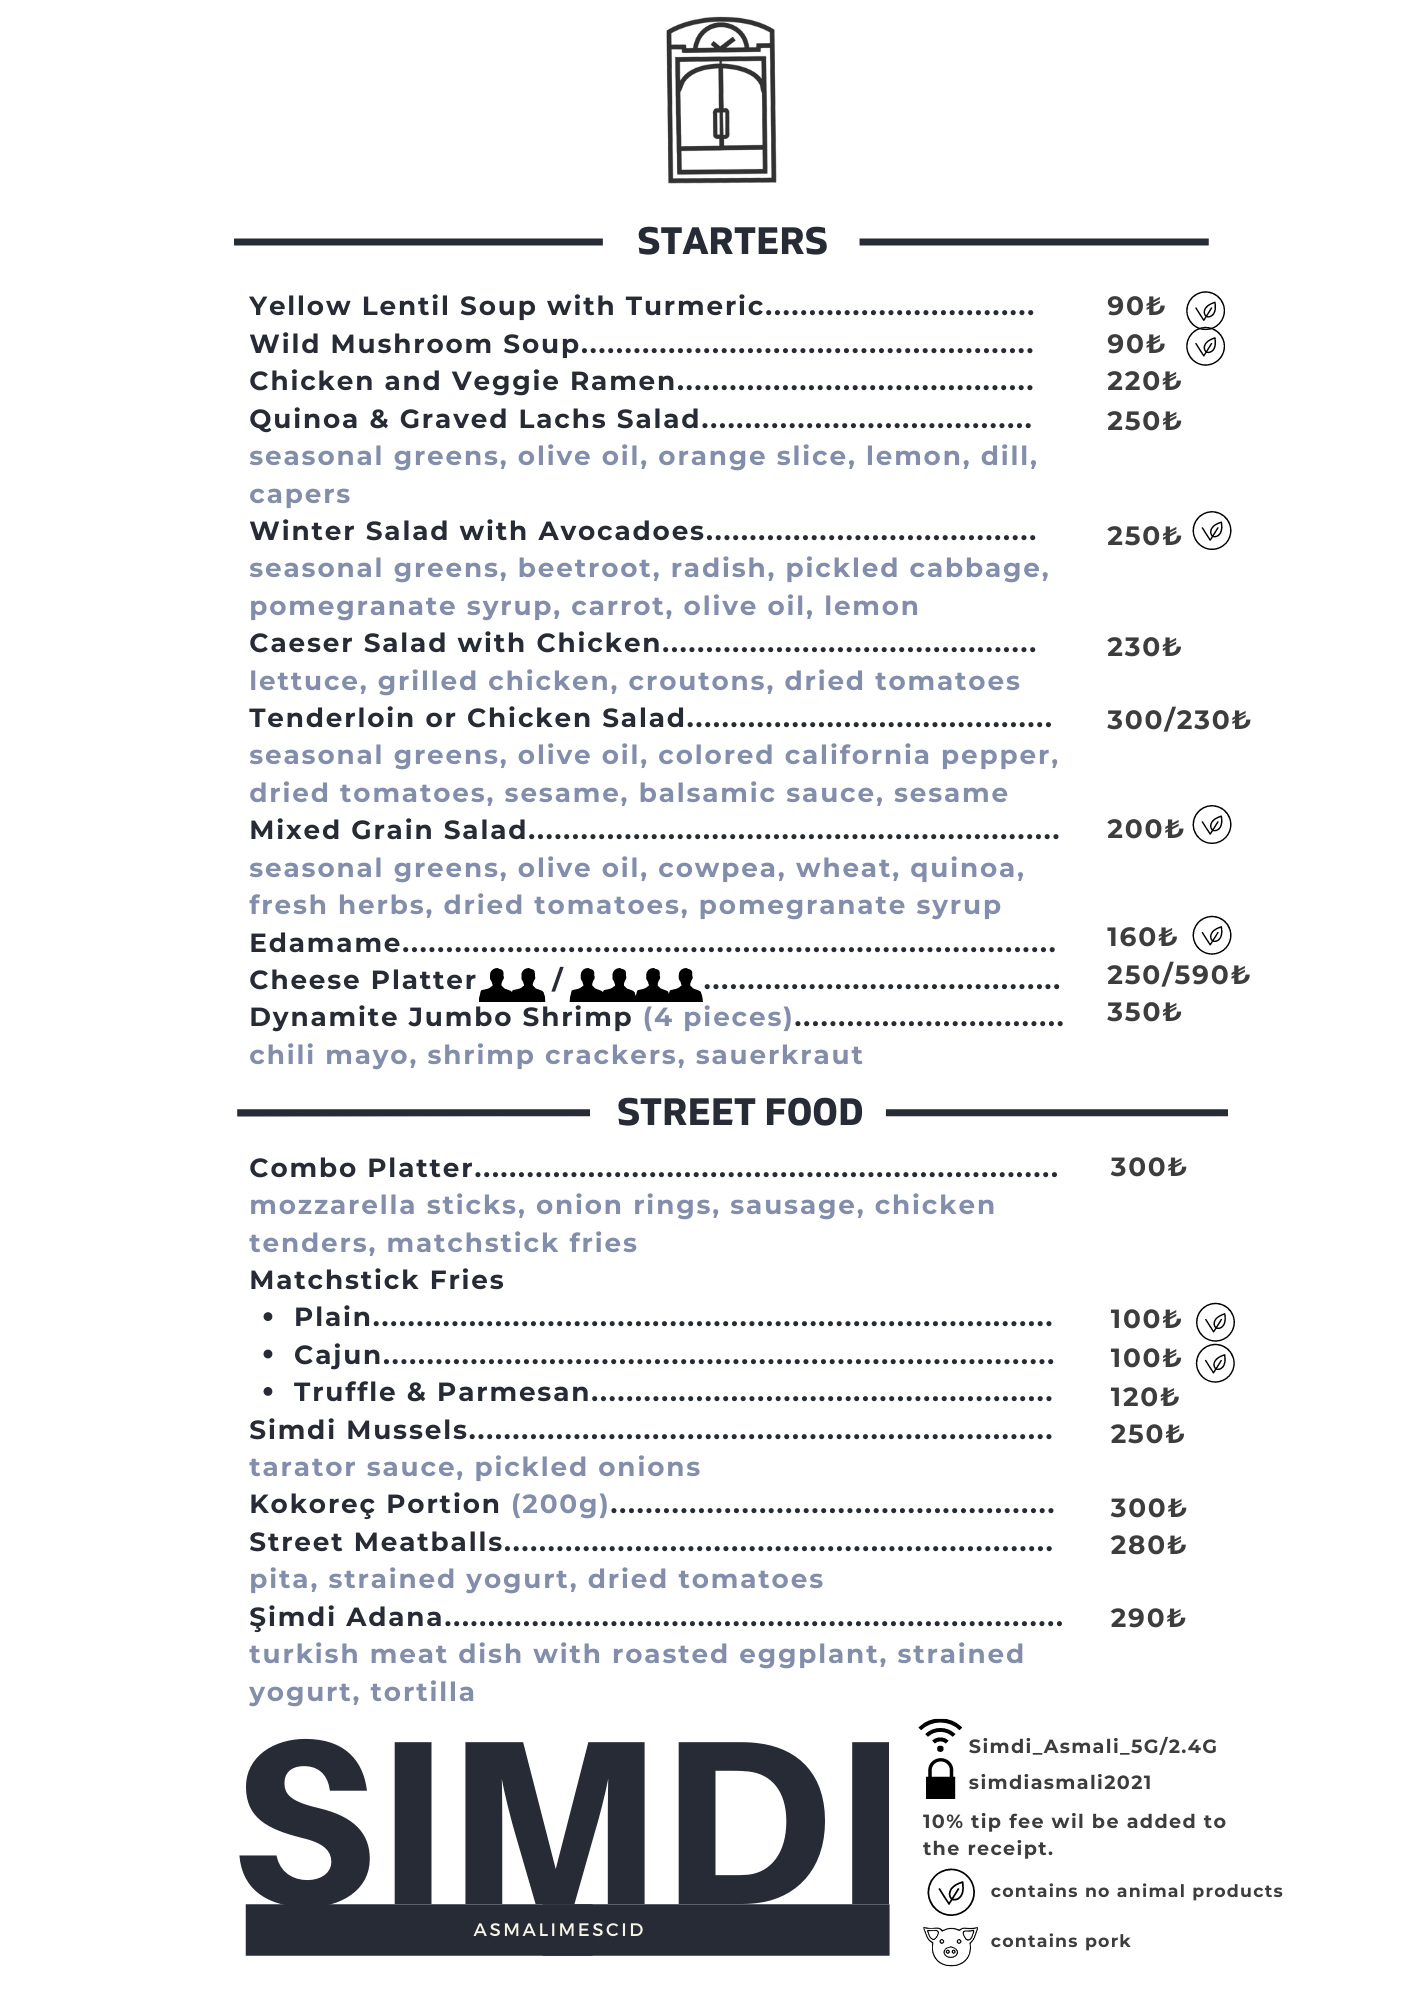 STARTERS
Yellow Lentil Soup with Turmeric............................... 90₺
Wild Mushroom Soup.................................................... 90₺
Chicken and Veggie Ramen......................................... 220₺
Quinoa & Graved Lachs Salad...................................... 250₺
seasonal greens, olive oil, orange slice, lemon, dill,
capers
Winter Salad with Avocadoes...................................... 250₺
seasonal greens, beetroot, radish, pickled cabbage,
pomegranate syrup, carrot, olive oil, lemon
Caeser Salad with Chicken........................................... 230₺
lettuce, grilled chicken, croutons, dried tomatoes
Tenderloin or Chicken Salad.......................................... 300/230₺
seasonal greens, olive oil, colored california pepper,
dried tomatoes, sesame, balsamic sauce, sesame
Mixed Grain Salad............................................................. 200₺
seasonal greens, olive oil, cowpea, wheat, quinoa,
fresh herbs, dried tomatoes, pomegranate syrup
Edamame........................................................................... 160₺
Cheese Platter / ......................................... 250/590₺
Dynamite Jumbo Shrimp (4 pieces)............................... 350₺
chili mayo, shrimp crackers, sauerkraut
STREET FOOD
Combo Platter................................................................... 300₺
mozzarella sticks, onion rings, sausage, chicken
tenders, matchstick fries
Matchstick Fries
• Plain.............................................................................. 100₺
• Cajun............................................................................. 100₺
• Truffle & Parmesan..................................................... 120₺
Simdi Mussels................................................................... 250₺
tarator sauce, pickled onions
Kokoreç Portion (200g)................................................... 300₺
Street Meatballs............................................................... 280₺
pita, strained yogurt, dried tomatoes
Şimdi Adana....................................................................... 290₺
turkish meat dish with roasted eggplant, strained
yogurt, tortilla
SIMDI
ASMALIMESCID
Simdi_Asmali_5G/2.4G
simdiasmali2021
10% tip fee wil be added to
the receipt.
contains no animal products
contains pork